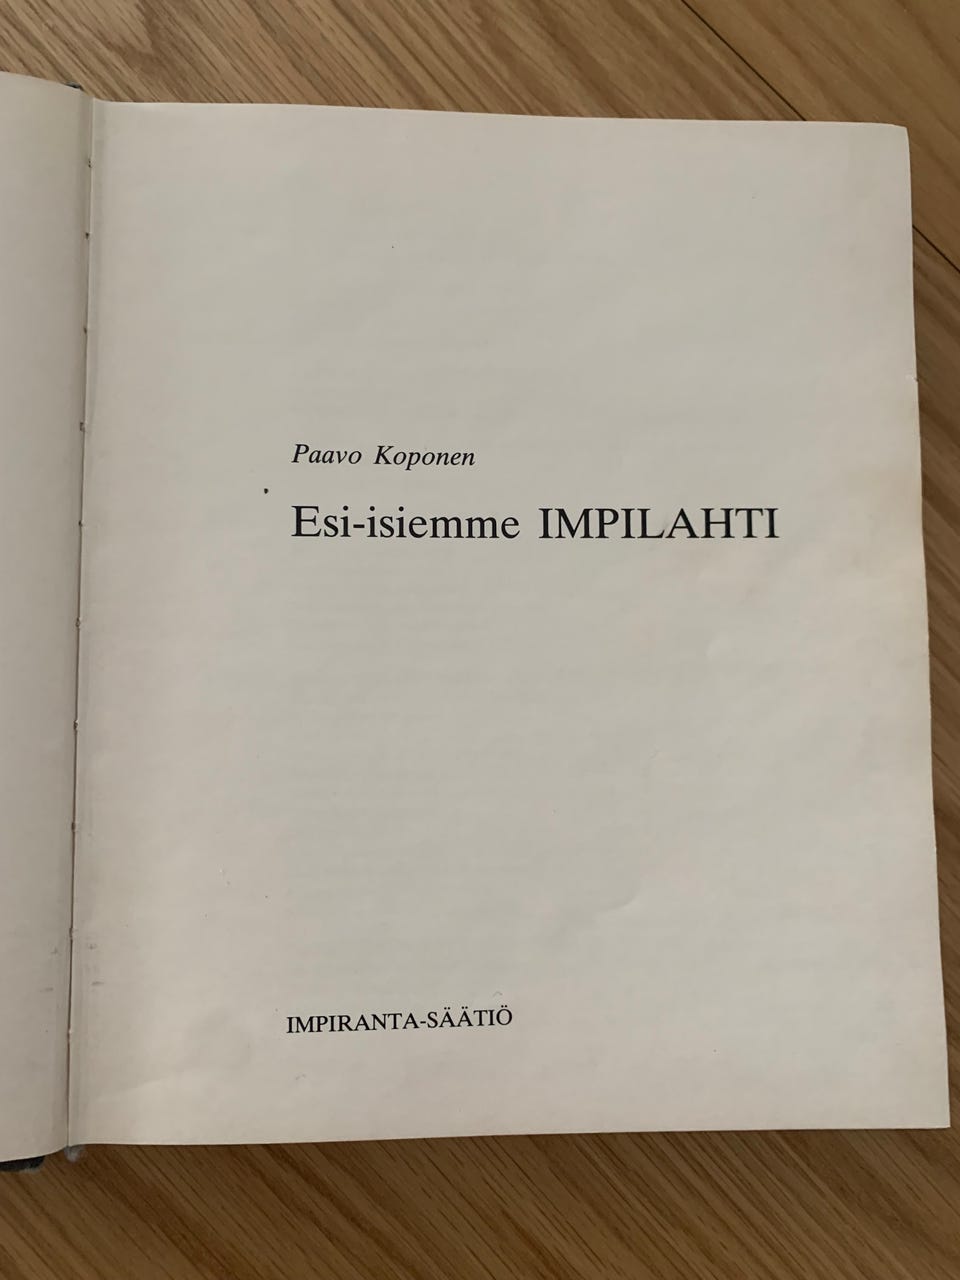 Paavo Koponen
Esi-isiemme IMPILAHTI
IMPIRANTA-SÄÄTIÖ